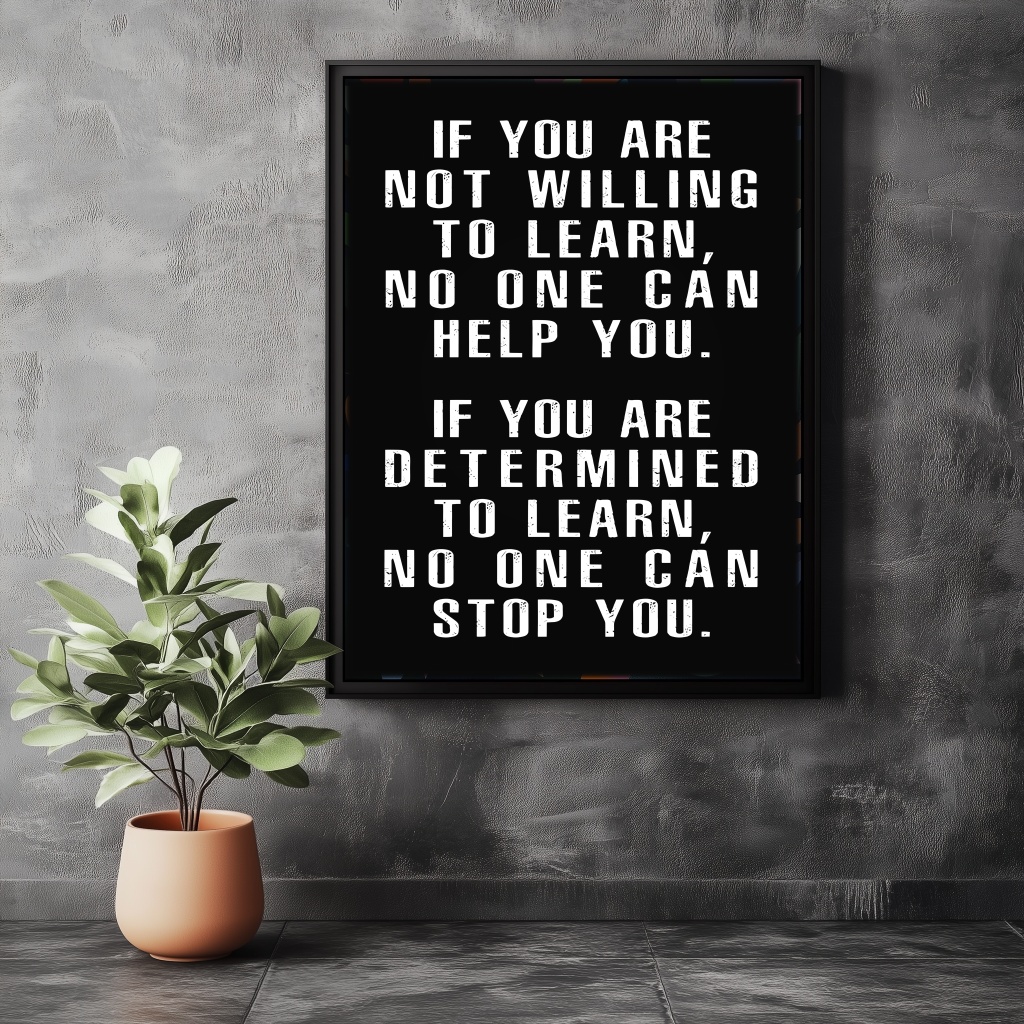 IF YOU ARE
NOT WILLING
TO LEARN,
NO ONE CAN
HELP YOU.
IF YOU ARE
DETERMINED
TO LEARN,
NO ONE CAN
STOP YOU.